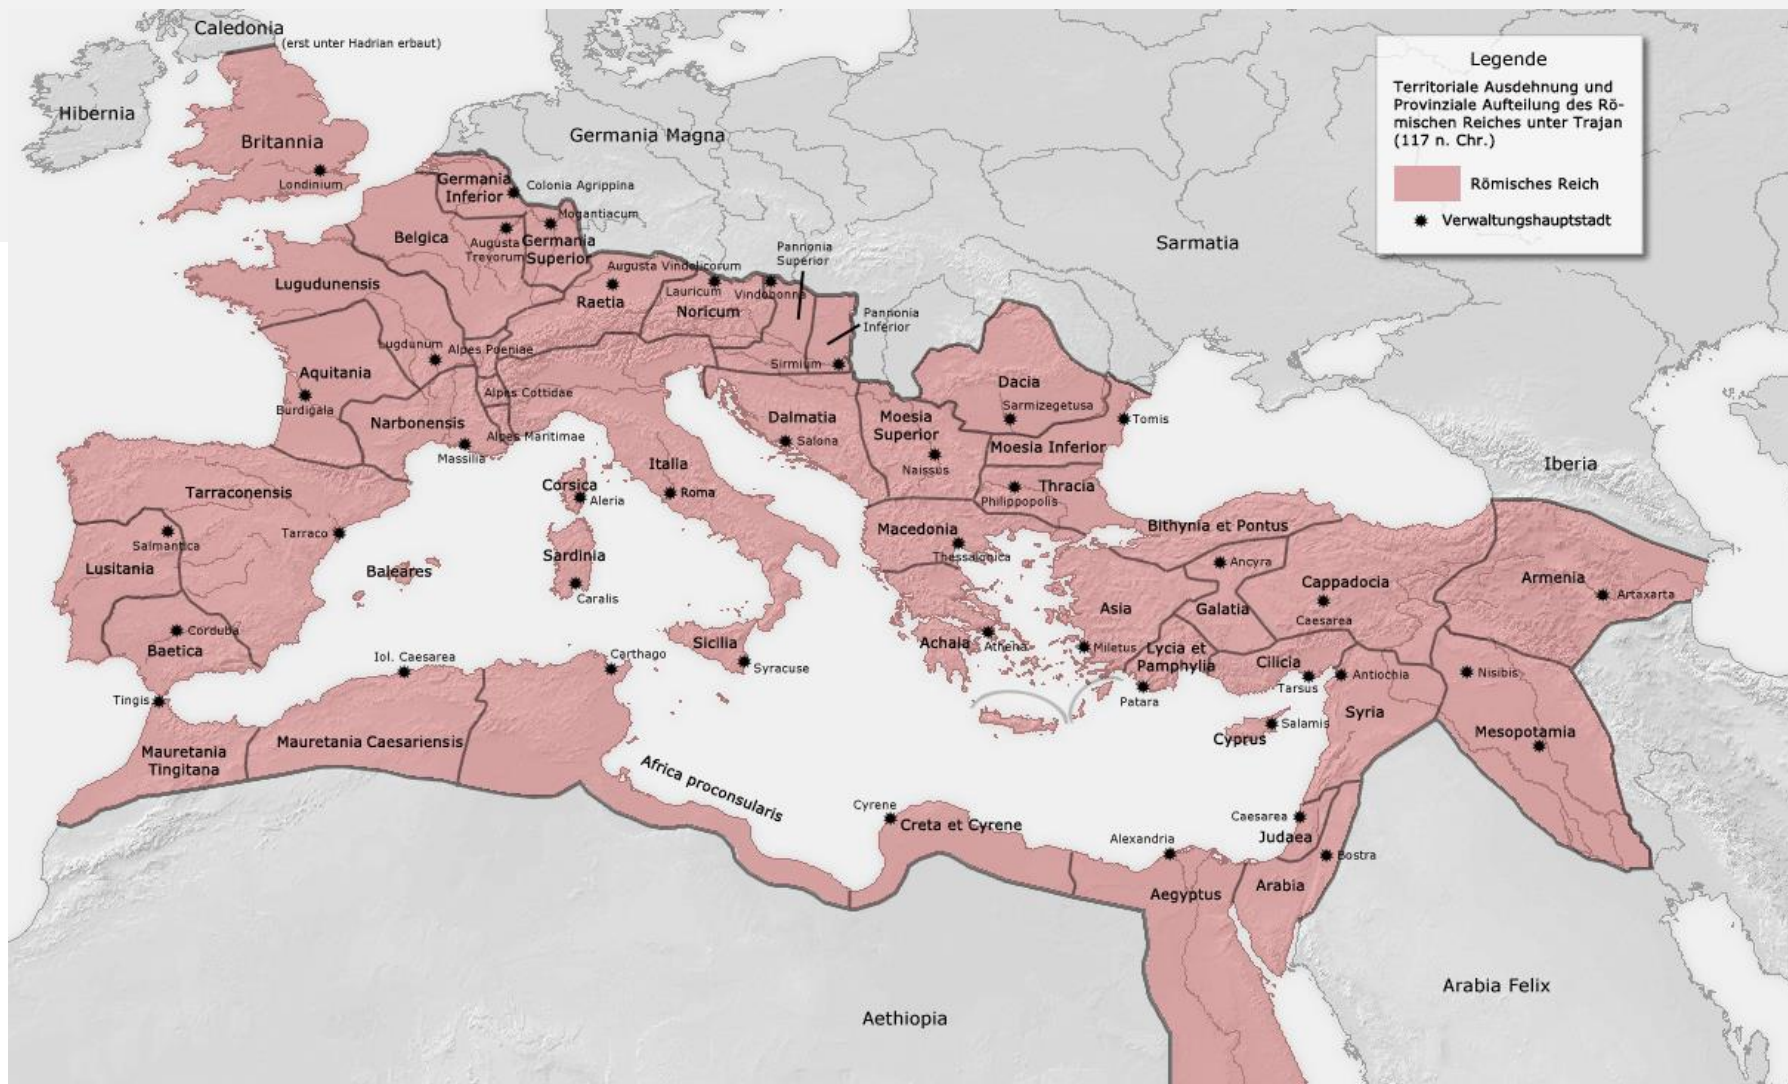 Caledonia
(erst unter Hadrian erbaut)
Hibernia
Britannia
Londinium
Germania Magna
Sarmatia
Legende
Territoriale Ausdehnung und
Provinziale Aufteilung des Rö-
mischen Reiches unter Trajan
(117 n. Chr.)
Römisches Reich
Verwaltungshauptstadt
Germania
Inferior
Colonia Agrippina
Mogantiacum
Belgica
Augusta
Trevorum
Germania
Superior
Pannonia
Superior
Lugudunensis
Augusta Vindelicorum
Raetia
Lauricum
Noricum
Vindobonna
Pannonia
Inferior
Sirmium
Lugdunum
Alpes Poeniae
Aquitania
Burdigala
Alpes Cottidae
Narbonensis
Alpes Maritimae
Massilia
Dacia
Sarmizegetusa
Tomis
Dalmatia
Salona
Moesia
Superior
Naissus
Moesia Inferior
Thracia
Philippopolis
Iberia
Italia
Roma
Corsica
Aleria
Tarraconensis
Tarraco
Salmantica
Lusitania
Baleares
Sardinia
Caralis
Macedonia
Thessalonica
Bithynia et Pontus
Ancyra
Cappadocia
Caesarea
Armenia
Artaxarta
Asia
Galatia
Corduba
Baetica
Sicilia
Syracuse
Achaia
Athena
Miletus
Lycia et
Pamphylia
Patara
Cilicia
Tarsus
Antiochia
Nisibis
Iol. Caesarea
Carthago
Tingis
Syria
Salamis
Cyprus
Mesopotamia
Mauretania
Tingitana
Mauretania Caesariensis
Africa proconsularis
Cyrene
Creta et Cyrene
Alexandria
Caesarea
Judaea
Bostra
Aegyptus
Arabia
Arabia Felix
Aethiopia